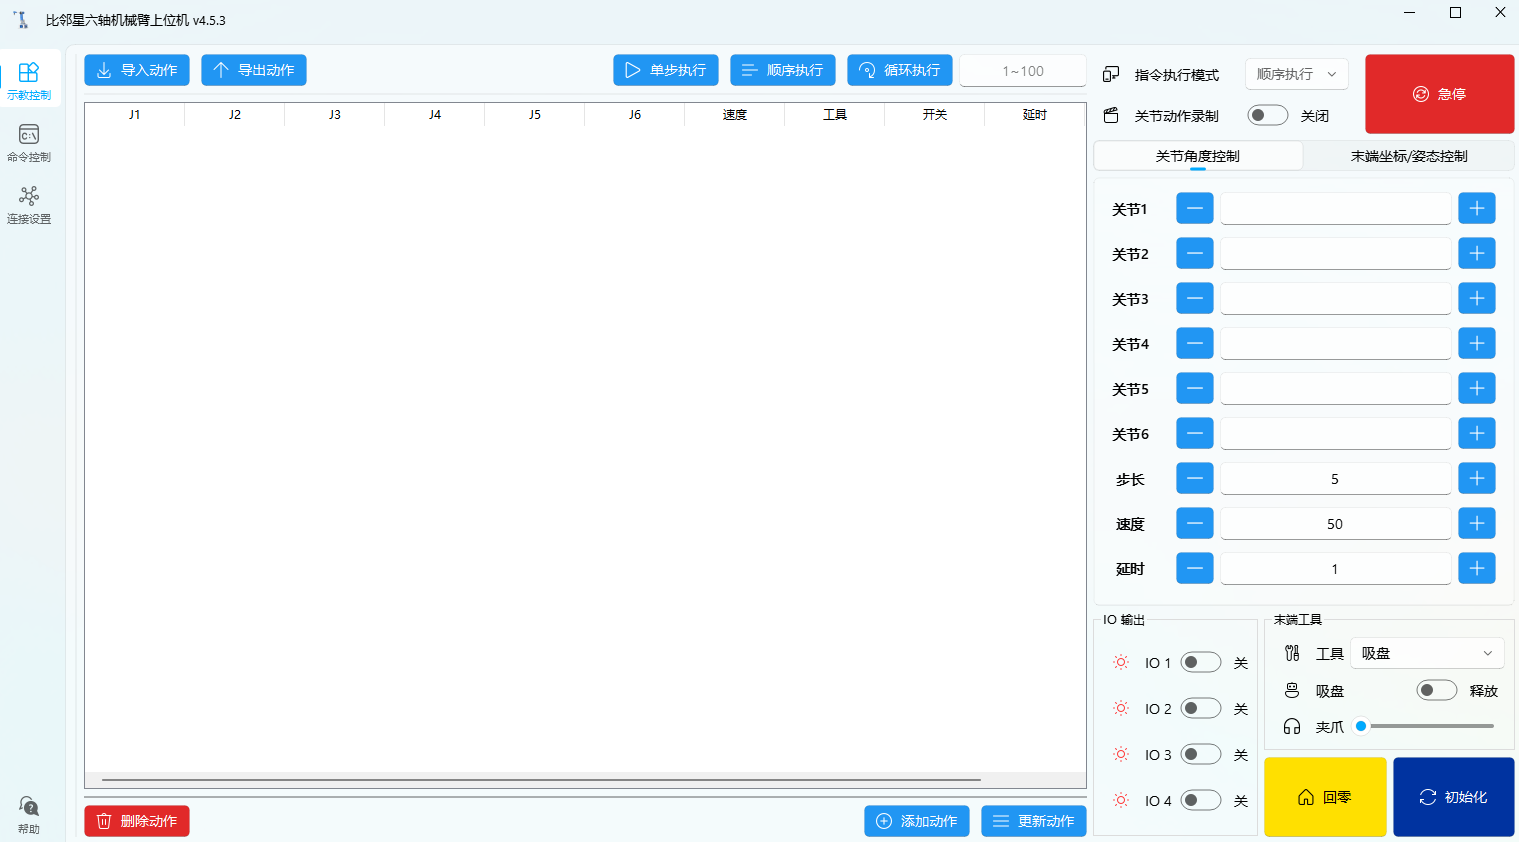 比邻星六轴机械臂上位机 v4.5.3
示教控制
命令控制
连接设置
帮助
导入动作 导出动作 单步执行 顺序执行 循环执行 1~100
J1 J2 J3 J4 J5 J6 速度 工具 开关 延时
删除动作 添加动作 更新动作
指令执行模式 顺序执行
关节动作录制 关闭
急停
关节角度控制 末端坐标/姿态控制
关节1
关节2
关节3
关节4
关节5
关节6
步长 5
速度 50
延时 1
IO 输出
IO 1 关
IO 2 关
IO 3 关
IO 4 关
末端工具
工具 吸盘
吸盘 释放
夹爪
回零 初始化